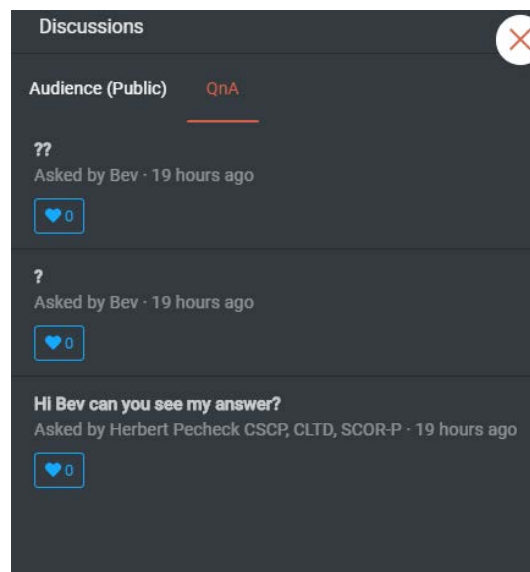 Discussions
Audience (Public) QnA
??
Asked by Bev · 19 hours ago
0
?
Asked by Bev · 19 hours ago
0
Hi Bev can you see my answer?
Asked by Herbert Pecheck CSCP, CLTD, SCOR-P · 19 hours ago
0